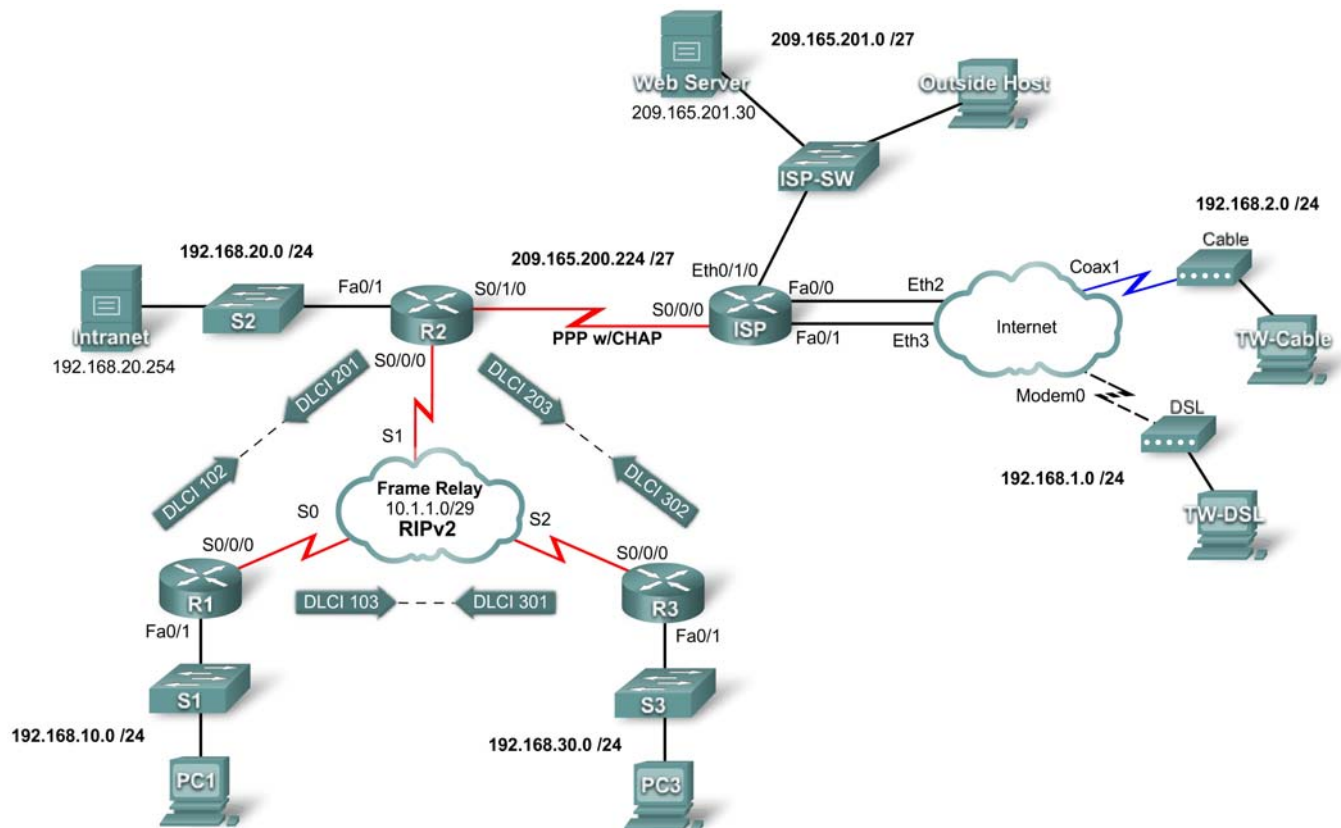 209.165.201.0 /27
Web Server
209.165.201.30
Outside Host
ISP-SW
192.168.2.0 /24
Cable
Coax1
TW-Cable
192.168.20.0 /24
209.165.200.224 /27
Eth0/1/0
Fa0/0
Eth2
Fa0/1
S0/1/0
S0/0/0
Intranet
192.168.20.254
S2
R2
PPP w/CHAP
ISP
Fa0/1
Eth3
Internet
S0/0/0
Modem0
DSL
192.168.1.0 /24
TW-DSL
DLCI 201
DLCI 203
DLCI 102
DLCI 302
S1
Frame Relay
10.1.1.0/29
RIPv2
S0
S2
S0/0/0
S0/0/0
R1
DLCI 103
DLCI 301
R3
Fa0/1
Fa0/1
S1
S3
192.168.10.0 /24
192.168.30.0 /24
PC1
PC3